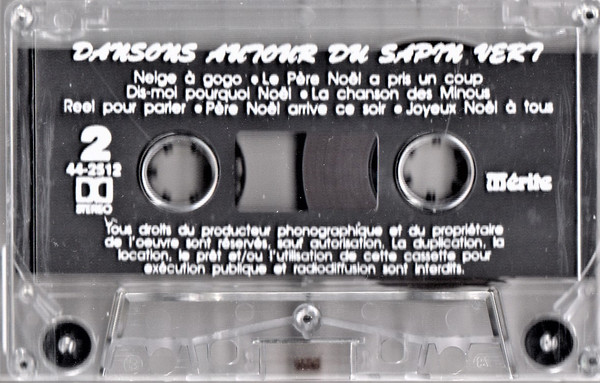 DANSONS AUTOUR DU SAPIN VERT
Neige à gogo • Le Père Noël a pris un coup
Dis-moi pourquoi Noël • La chanson des Minous
Reel pour parler • Père Noël arrive ce soir • Joyeux Noël à tous
2
44-2512
STEREO
Mérite
Tous droits du producteur phonographique et du propriétaire
de l'oeuvre sont réservés, sauf autorisation. La duplication, la
location, le prêt et/ou l'utilisation de cette cassette pour
exécution publique et radiodiffusion sont interdits.